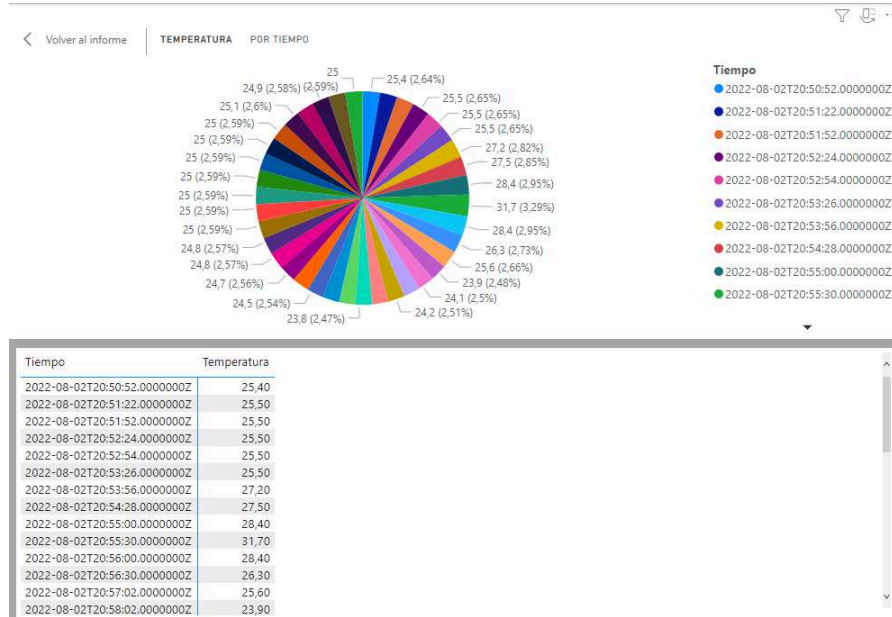 Volver al informe TEMPERATURA POR TIEMPO
25
25,4 (2,64%)
24,9 (2,58%) (2,59%)
25,5 (2,65%)
25,1 (2,6%)
25,5 (2,65%)
25 (2,59%)
25,5 (2,65%)
25 (2,59%)
27,2 (2,82%)
25 (2,59%)
27,5 (2,85%)
25 (2,59%)
28,4 (2,95%)
25 (2,59%)
31,7 (3,29%)
25 (2,59%)
28,4 (2,95%)
25 (2,59%)
26,3 (2,73%)
24,8 (2,57%)
25,6 (2,66%)
24,8 (2,57%)
23,9 (2,48%)
24,7 (2,56%)
24,1 (2,5%)
24,5 (2,54%)
24,2 (2,51%)
23,8 (2,47%)
Tiempo
2022-08-02T20:50:52.0000000Z
2022-08-02T20:51:22.0000000Z
2022-08-02T20:51:52.0000000Z
2022-08-02T20:52:24.0000000Z
2022-08-02T20:52:54.0000000Z
2022-08-02T20:53:26.0000000Z
2022-08-02T20:53:56.0000000Z
2022-08-02T20:54:28.0000000Z
2022-08-02T20:55:00.0000000Z
2022-08-02T20:55:30.0000000Z
Tiempo Temperatura
2022-08-02T20:50:52.0000000Z 25,40
2022-08-02T20:51:22.0000000Z 25,50
2022-08-02T20:51:52.0000000Z 25,50
2022-08-02T20:52:24.0000000Z 25,50
2022-08-02T20:52:54.0000000Z 25,50
2022-08-02T20:53:26.0000000Z 25,50
2022-08-02T20:53:56.0000000Z 27,20
2022-08-02T20:54:28.0000000Z 27,50
2022-08-02T20:55:00.0000000Z 28,40
2022-08-02T20:55:30.0000000Z 31,70
2022-08-02T20:56:00.0000000Z 28,40
2022-08-02T20:56:30.0000000Z 26,30
2022-08-02T20:57:02.0000000Z 25,60
2022-08-02T20:58:02.0000000Z 23,90